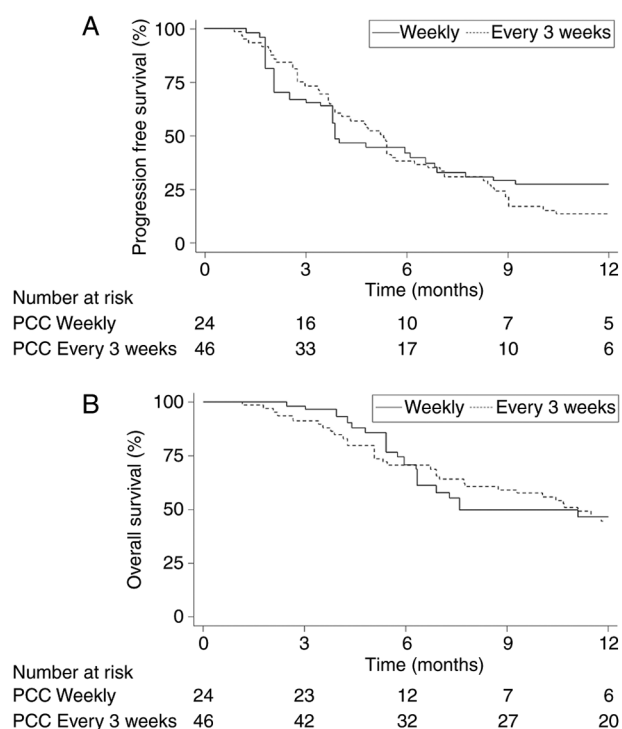 A
Weekly Every 3 weeks
Progression free survival (%)
100
75
50
25
0
0 3 6 9 12
Time (months)
Number at risk
PCC Weekly 24 16 10 7 5
PCC Every 3 weeks 46 33 17 10 6
B
Weekly Every 3 weeks
Overall survival (%)
100
75
50
25
0
0 3 6 9 12
Time (months)
Number at risk
PCC Weekly 24 23 12 7 6
PCC Every 3 weeks 46 42 32 27 20